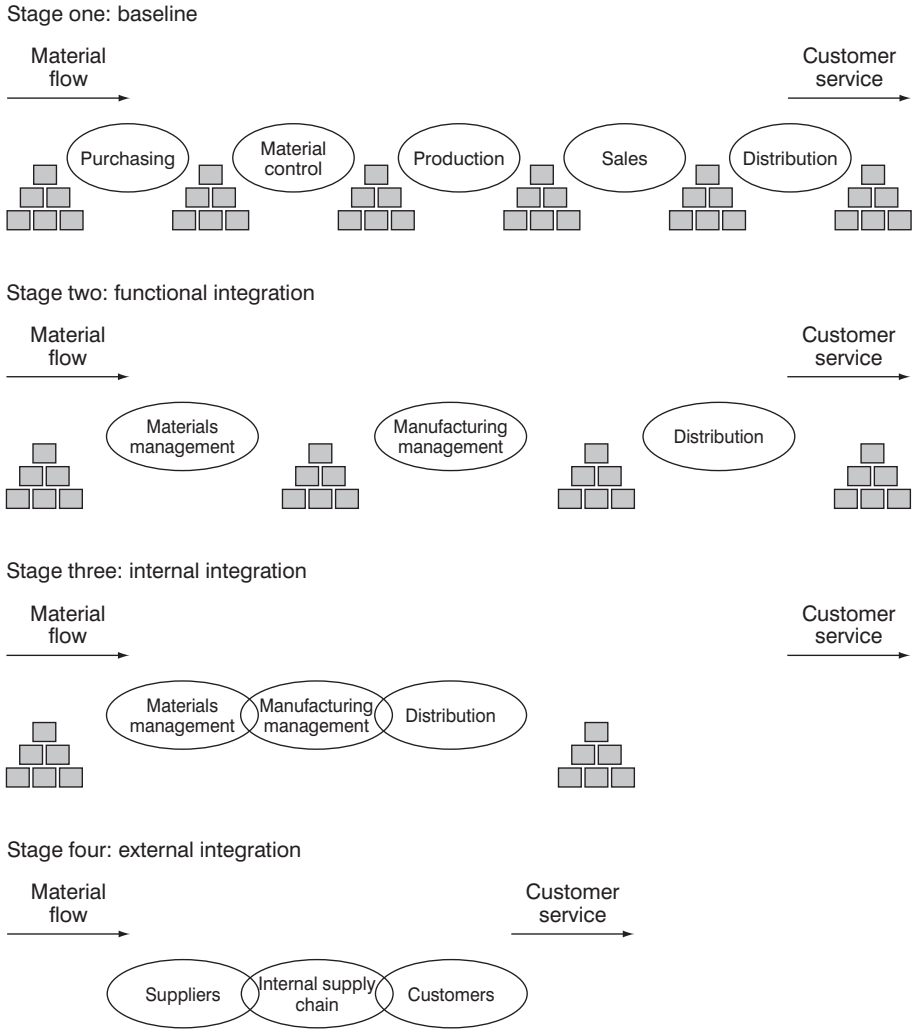 Stage one: baseline
Material
flow
Customer
service
Purchasing
Material
control
Production
Sales
Distribution
Stage two: functional integration
Material
flow
Customer
service
Materials
management
Manufacturing
management
Distribution
Stage three: internal integration
Material
flow
Customer
service
Materials
management
Manufacturing
management
Distribution
Stage four: external integration
Material
flow
Customer
service
Suppliers
Internal supply
chain
Customers